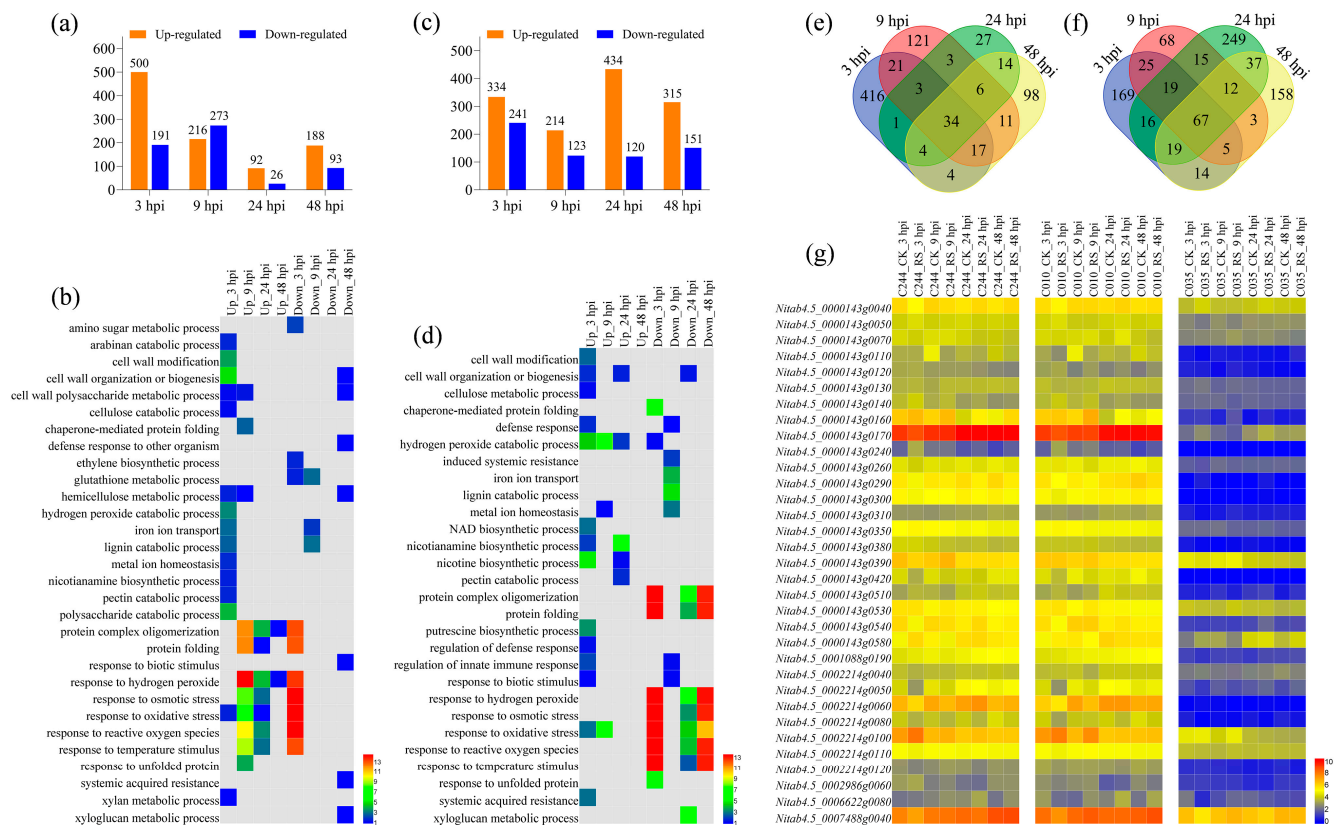 (a)
Up-regulated Down-regulated
600
500
400
300
200
100
0
500
191
216
273
92
26
188
93
3 hpi 9 hpi 24 hpi 48 hpi
(c)
Up-regulated Down-regulated
500
400
300
200
100
0
334
241
214
123
434
120
315
151
3 hpi 9 hpi 24 hpi 48 hpi
(e)
3 hpi
9 hpi
24 hpi
48 hpi
121 27
21 3 14
416 3 6 98
1 34 11
4 17
4
(f)
3 hpi
9 hpi
24 hpi
48 hpi
68 249
25 15 37
169 19 12 158
16 67 3
19 5
14
(b)
Up_3 hpi
Up_9 hpi
Up_24 hpi
Up_48 hpi
Down_3 hpi
Down_9 hpi
Down_24 hpi
Down_48 hpi
amino sugar metabolic process
arabinan catabolic process
cell wall modification
cell wall organization or biogenesis
cell wall polysaccharide metabolic process
cellulose catabolic process
chaperone-mediated protein folding
defense response to other organism
ethylene biosynthetic process
glutathione metabolic process
hemicellulose metabolic process
hydrogen peroxide catabolic process
iron ion transport
lignin catabolic process
metal ion homeostasis
nicotianamine biosynthetic process
pectin catabolic process
polysaccharide catabolic process
protein complex oligomerization
protein folding
response to biotic stimulus
response to hydrogen peroxide
response to osmotic stress
response to oxidative stress
response to reactive oxygen species
response to temperature stimulus
response to unfolded protein
systemic acquired resistance
xylan metabolic process
xyloglucan metabolic process
13
11
9
7
5
3
1
(d)
Up_3 hpi
Up_9 hpi
Up_24 hpi
Up_48 hpi
Down_3 hpi
Down_9 hpi
Down_24 hpi
Down_48 hpi
cell wall modification
cell wall organization or biogenesis
cellulose metabolic process
chaperone-mediated protein folding
defense response
hydrogen peroxide catabolic process
induced systemic resistance
iron ion transport
lignin catabolic process
metal ion homeostasis
NAD biosynthetic process
nicotianamine biosynthetic process
nicotine biosynthetic process
pectin catabolic process
protein complex oligomerization
protein folding
putrescine biosynthetic process
regulation of defense response
regulation of innate immune response
response to biotic stimulus
response to hydrogen peroxide
response to osmotic stress
response to oxidative stress
response to reactive oxygen species
response to temperature stimulus
response to unfolded protein
systemic acquired resistance
xyloglucan metabolic process
13
11
9
7
5
3
1
(g)
C244_CK_3 hpi
C244_RS_3 hpi
C244_CK_9 hpi
C244_RS_9 hpi
C244_CK_24 hpi
C244_RS_24 hpi
C244_CK_48 hpi
C244_RS_48 hpi
C010_CK_3 hpi
C010_RS_3 hpi
C010_CK_9 hpi
C010_RS_9 hpi
C010_CK_24 hpi
C010_RS_24 hpi
C010_CK_48 hpi
C010_RS_48 hpi
C035_CK_3 hpi
C035_RS_3 hpi
C035_CK_9 hpi
C035_RS_9 hpi
C035_CK_24 hpi
C035_RS_24 hpi
C035_CK_48 hpi
C035_RS_48 hpi
Nitab4.5_0000143g0040
Nitab4.5_0000143g0050
Nitab4.5_0000143g0070
Nitab4.5_0000143g0110
Nitab4.5_0000143g0120
Nitab4.5_0000143g0130
Nitab4.5_0000143g0140
Nitab4.5_0000143g0160
Nitab4.5_0000143g0170
Nitab4.5_0000143g0240
Nitab4.5_0000143g0260
Nitab4.5_0000143g0290
Nitab4.5_0000143g0300
Nitab4.5_0000143g0310
Nitab4.5_0000143g0350
Nitab4.5_0000143g0380
Nitab4.5_0000143g0390
Nitab4.5_0000143g0420
Nitab4.5_0000143g0510
Nitab4.5_0000143g0530
Nitab4.5_0000143g0540
Nitab4.5_0000143g0580
Nitab4.5_0001088g0190
Nitab4.5_0002214g0040
Nitab4.5_0002214g0050
Nitab4.5_0002214g0060
Nitab4.5_0002214g0080
Nitab4.5_0002214g0100
Nitab4.5_0002214g0110
Nitab4.5_0002214g0120
Nitab4.5_0002986g0060
Nitab4.5_0006622g0080
Nitab4.5_0007488g0040
10
8
6
4
2
0